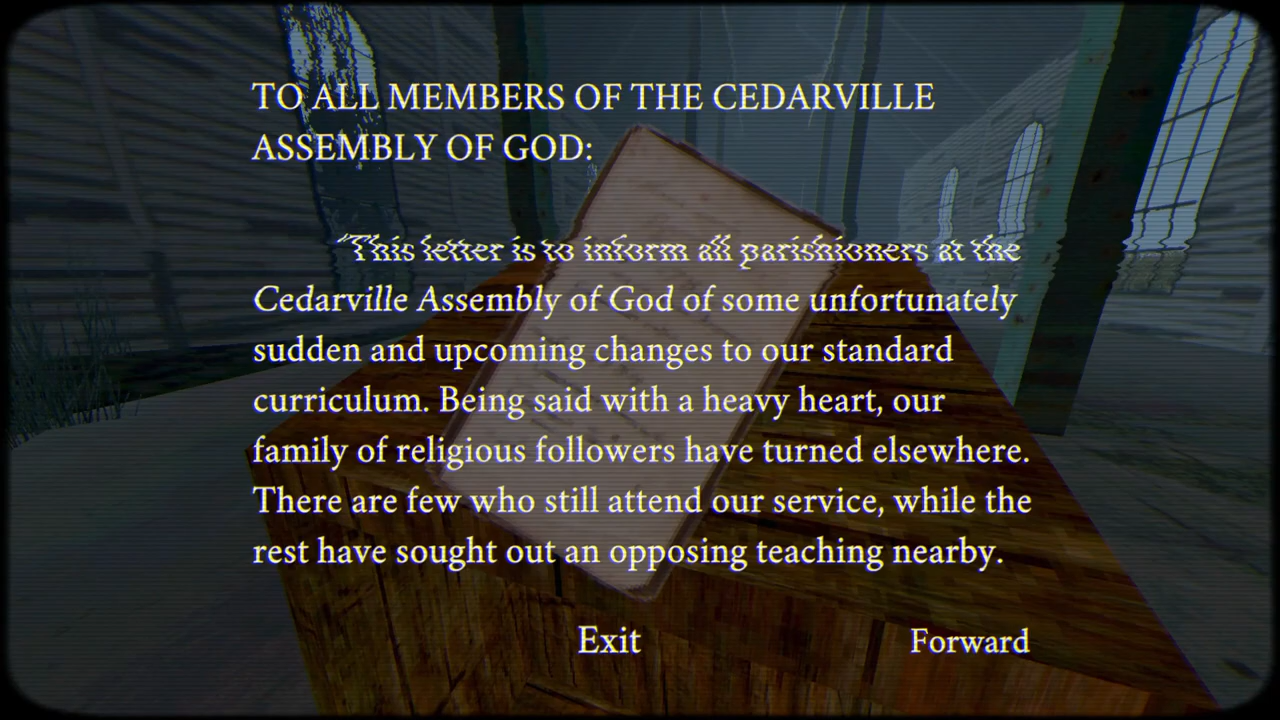 TO ALL MEMBERS OF THE CEDARVILLE
ASSEMBLY OF GOD:
"This letter is to inform all parishioners at the
Cedarville Assembly of God of some unfortunately
sudden and upcoming changes to our standard
curriculum. Being said with a heavy heart, our
family of religious followers have turned elsewhere.
There are few who still attend our service, while the
rest have sought out an opposing teaching nearby.
Exit
Forward